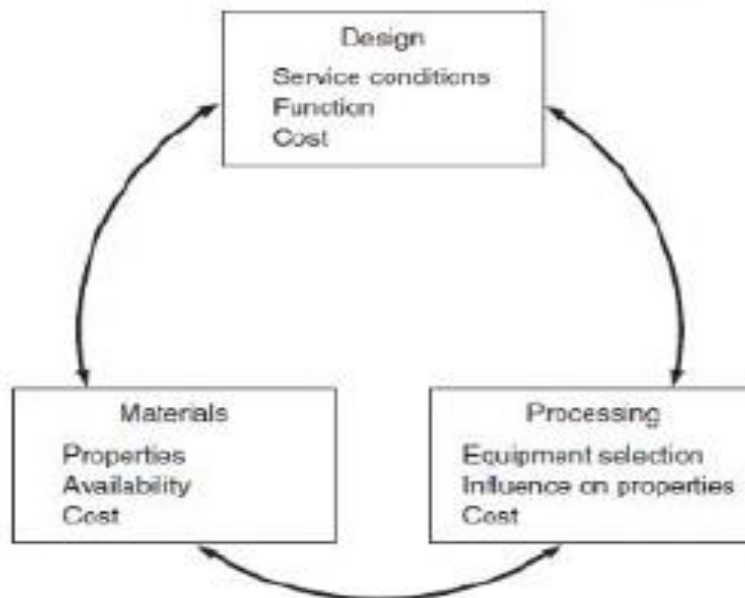 Design
Service conditions
Function
Cost
Materials
Properties
Availability
Cost
Processing
Equipment selection
Influence on properties
Cost